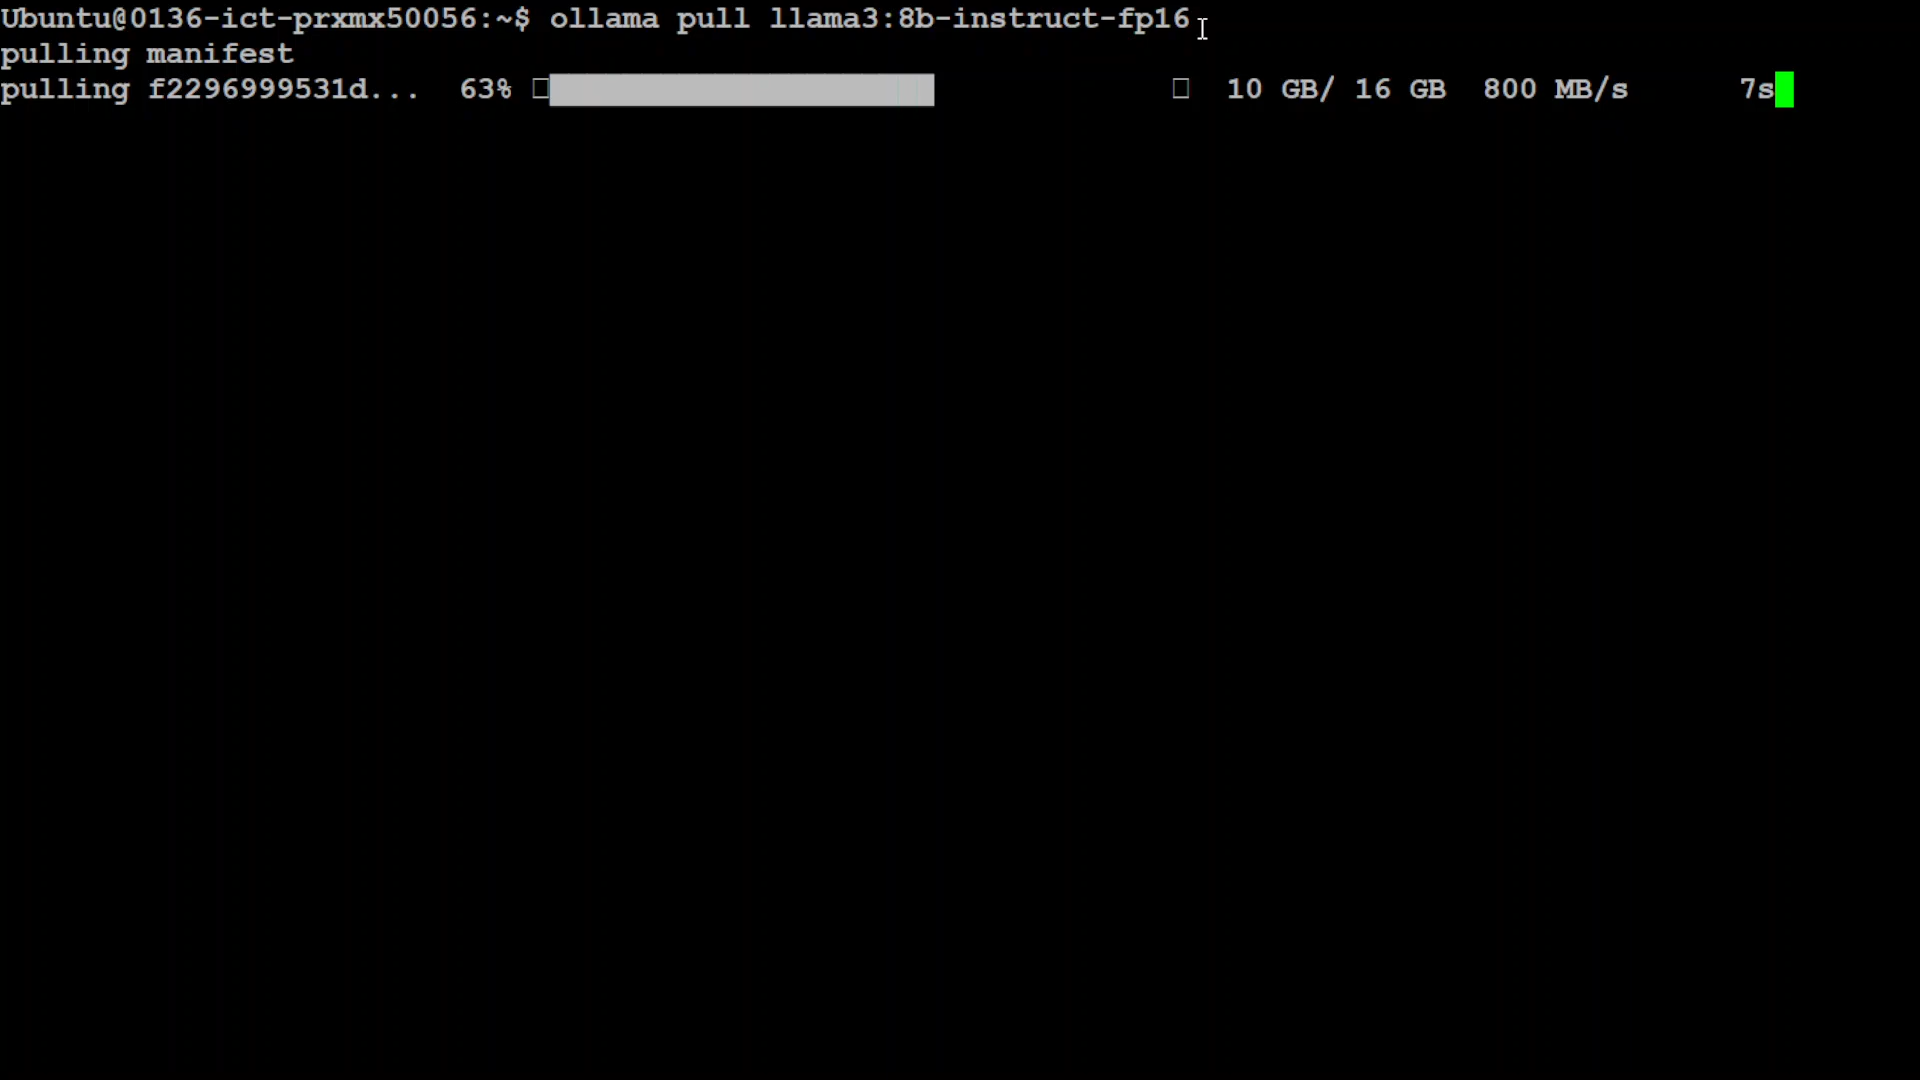 Ubuntu@0136-ict-prxmx50056:~$ ollama pull llama3:8b-instruct-fp16
pulling manifest
pulling f2296999531d... 63% 10 GB/ 16 GB 800 MB/s 7s